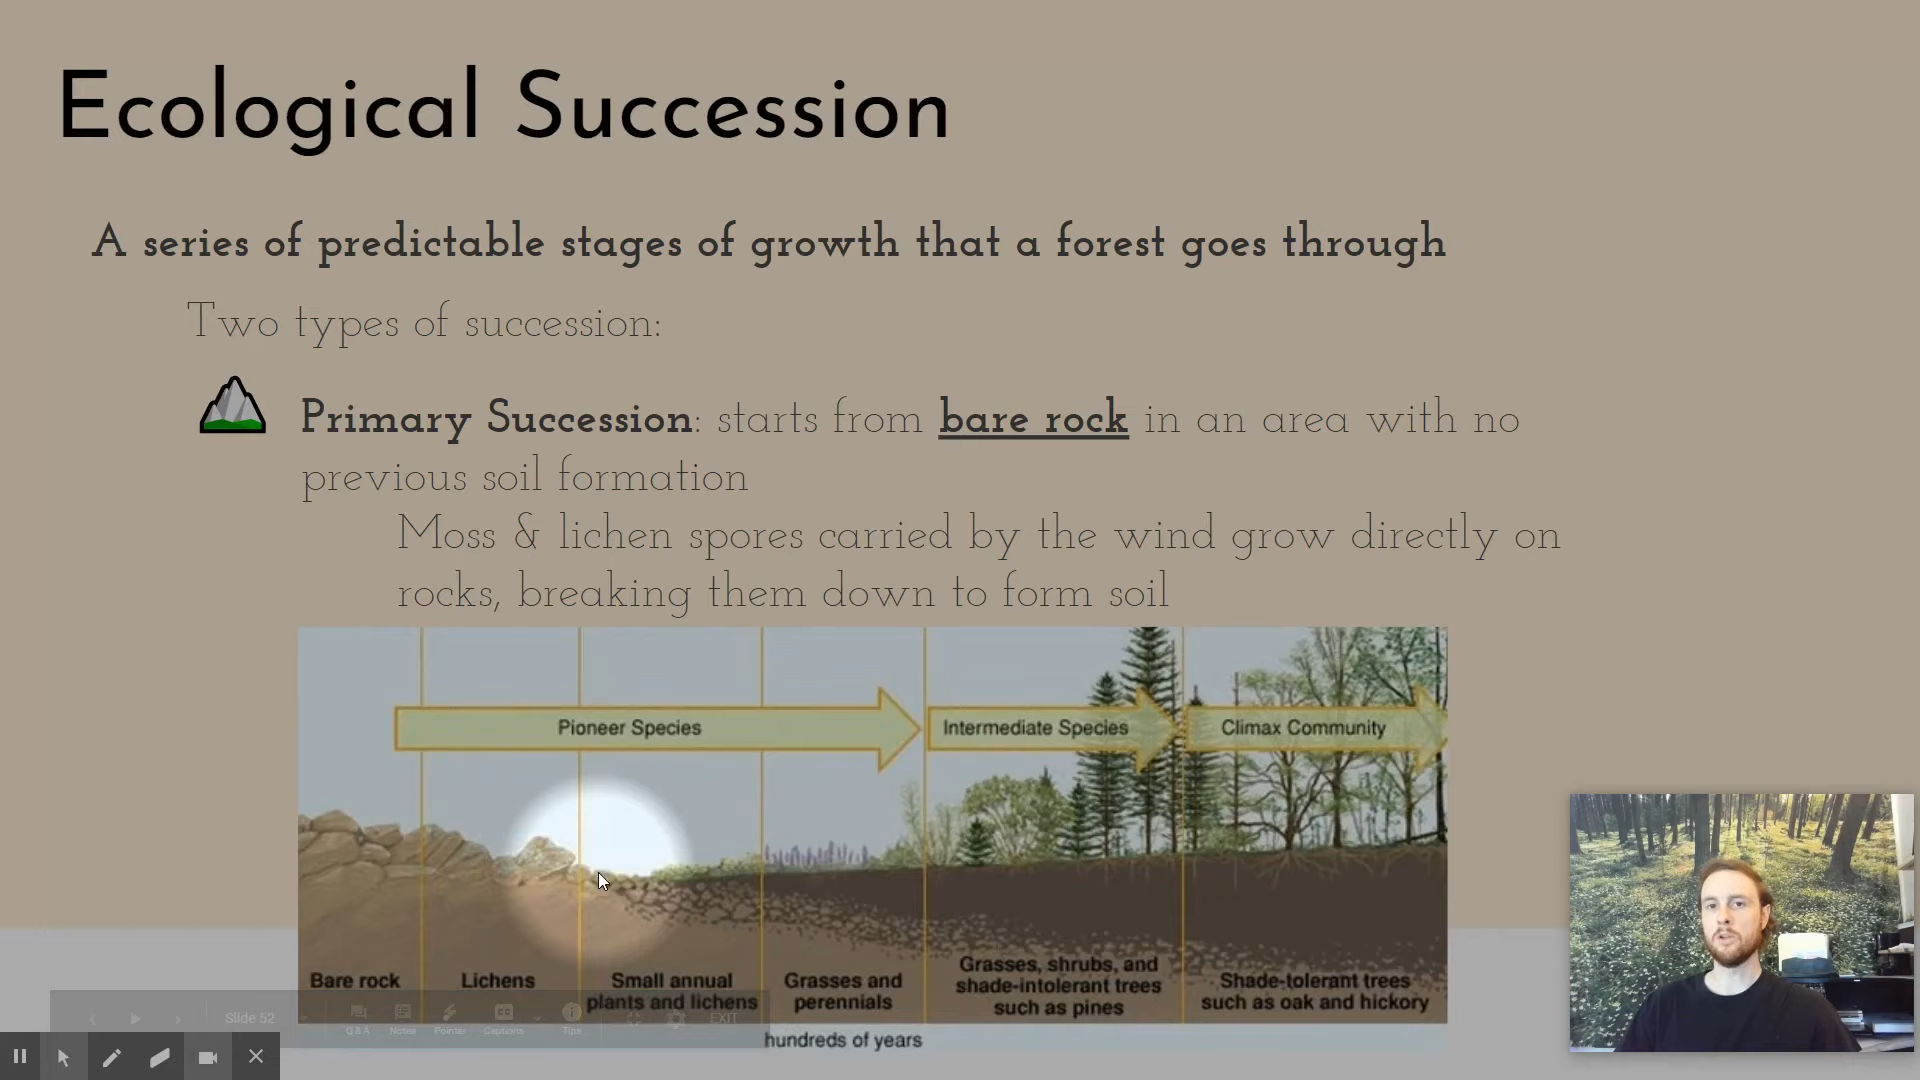 Ecological Succession
A series of predictable stages of growth that a forest goes through
Two types of succession:
Primary Succession: starts from bare rock in an area with no
previous soil formation
Moss & lichen spores carried by the wind grow directly on
rocks, breaking them down to form soil
Pioneer Species
Intermediate Species
Climax Community
Bare rock
Lichens
Small annual
plants and lichens
Grasses and
perennials
Grasses, shrubs, and
shade-intolerant trees
such as pines
Shade-tolerant trees
such as oak and hickory
hundreds of years
Slide 52
Q & A
Notes
Pointer
Captions
Tips
EXIT